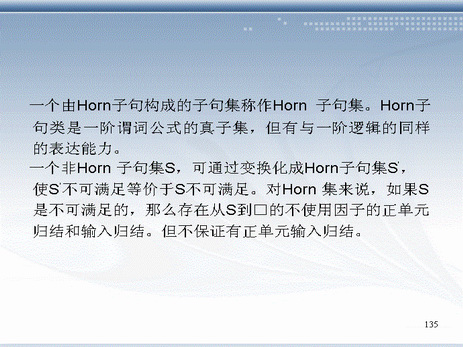 一个由Horn子句构成的子句集称作Horn 子句集。Horn子
句类是一阶谓词公式的真子集，但有与一阶逻辑的同样
的表达能力。
一个非Horn 子句集S，可通过变换化成Horn子句集S'，
使S'不可满足等价于S不可满足。对Horn 集来说，如果S
是不可满足的，那么存在从S到□的不使用因子的正单元
归结和输入归结。但不保证有正单元输入归结。
135